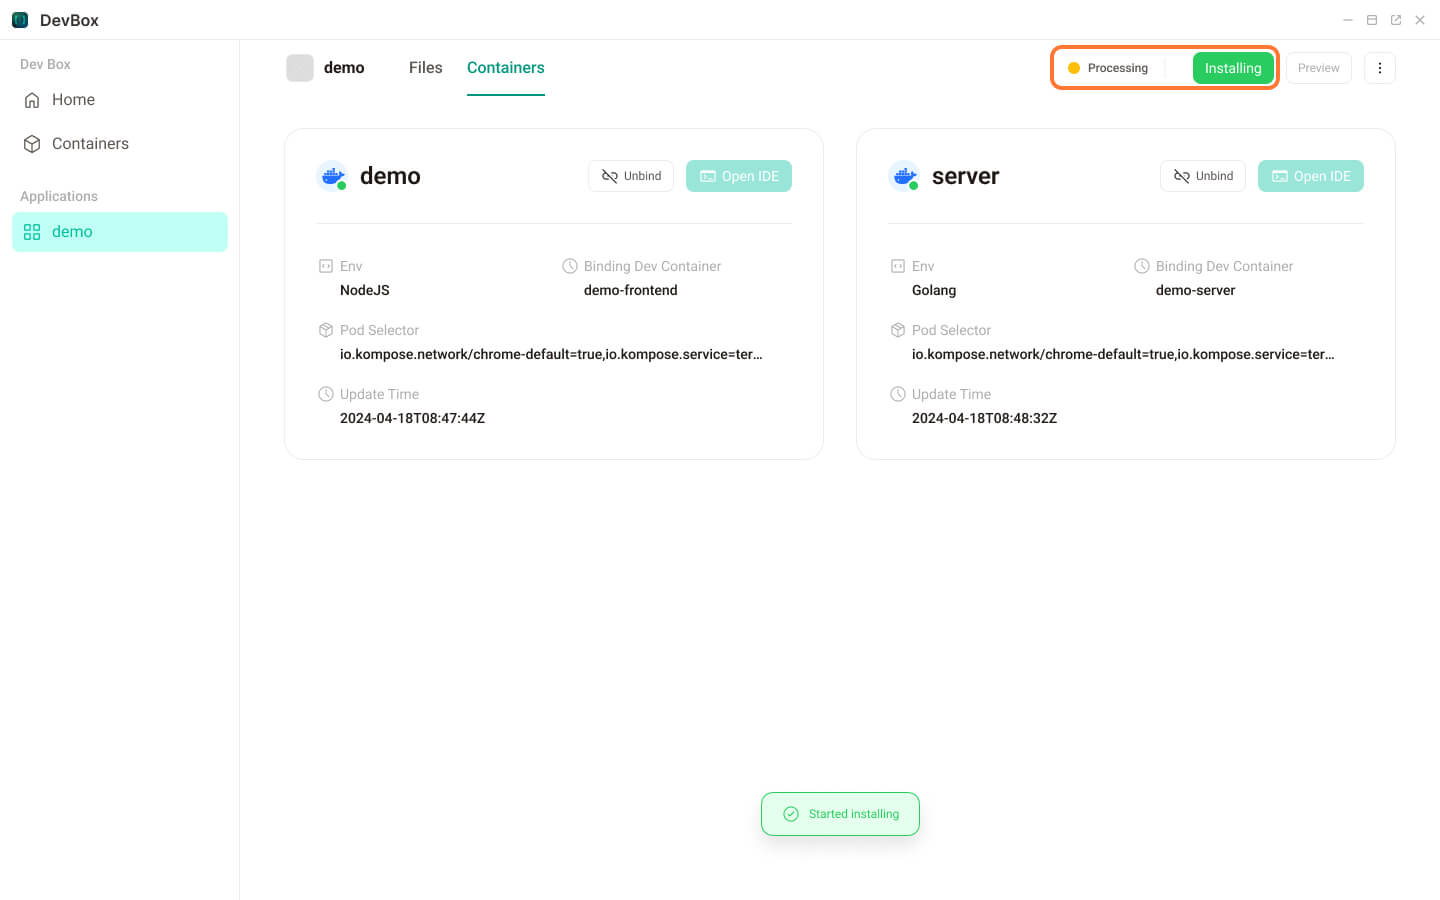 DevBox
Dev Box
Home
Containers
Applications
demo
demo
Files
Containers
Processing
Installing
Preview
demo
Unbind
Open IDE
Env
NodeJS
Binding Dev Container
demo-frontend
Pod Selector
io.kompose.network/chrome-default=true,io.kompose.service=ter...
Update Time
2024-04-18T08:47:44Z
server
Unbind
Open IDE
Env
Golang
Binding Dev Container
demo-server
Pod Selector
io.kompose.network/chrome-default=true,io.kompose.service=ter...
Update Time
2024-04-18T08:48:32Z
Started installing